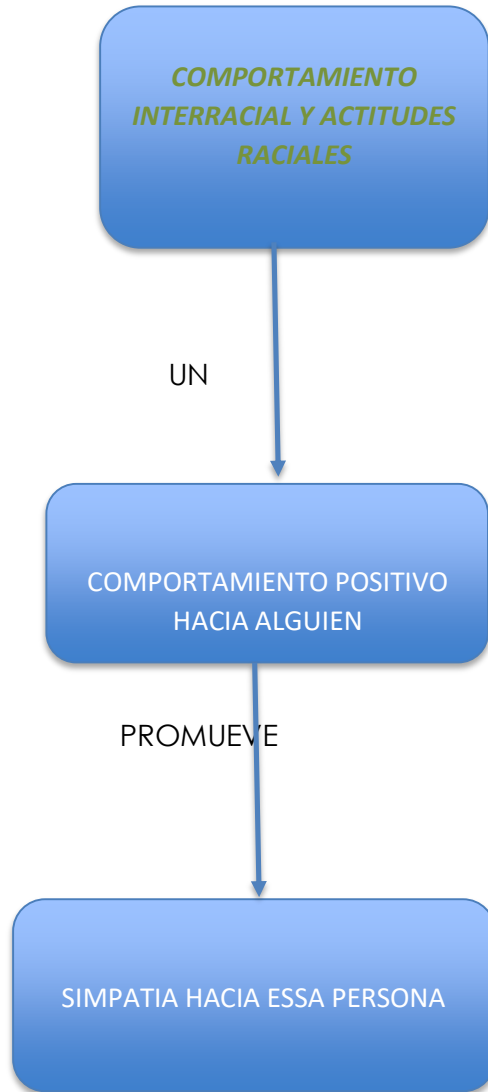 COMPORTAMIENTO
INTERRACIAL Y ACTITUDES
RACIALES
UN
COMPORTAMIENTO POSITIVO
HACIA ALGUIEN
PROMUEVE
SIMPATIA HACIA ESSA PERSONA